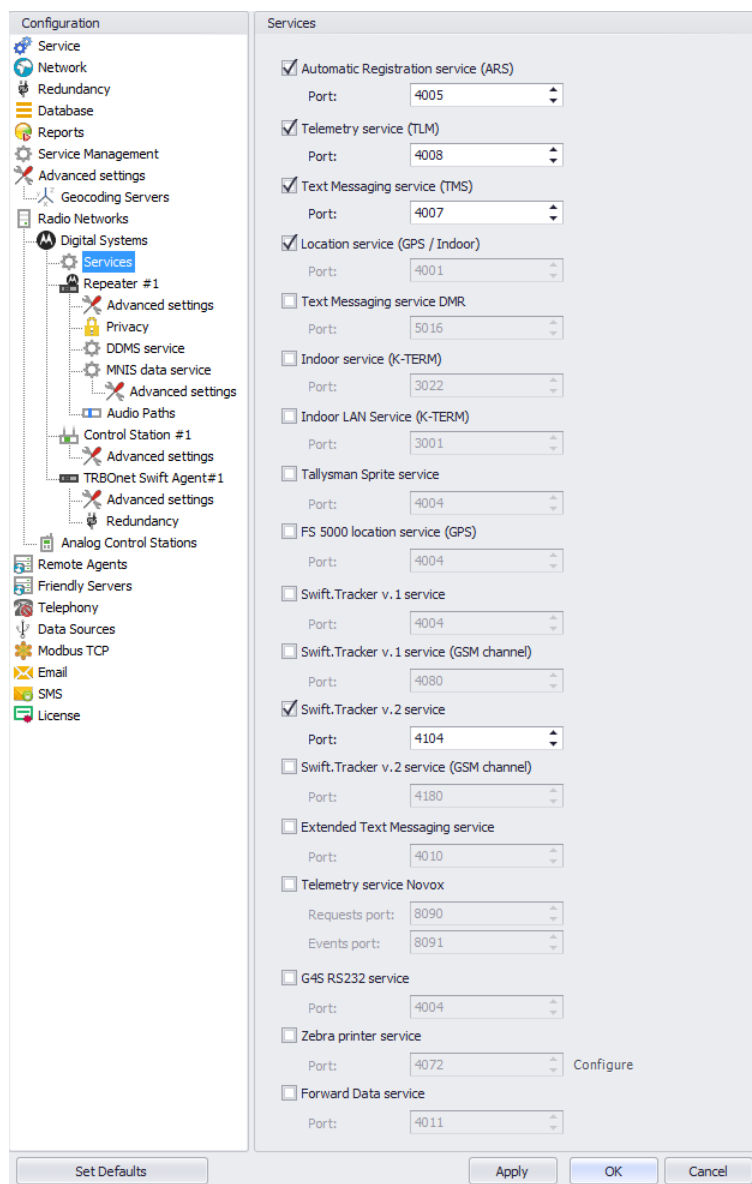 Configuration
Service
Network
Redundancy
Database
Reports
Service Management
Advanced settings
Geocoding Servers
Radio Networks
Digital Systems
Services
Repeater #1
Advanced settings
Privacy
DDMS service
MNIS data service
Advanced settings
Audio Paths
Control Station #1
Advanced settings
TRBOnet Swift Agent#1
Advanced settings
Redundancy
Analog Control Stations
Remote Agents
Friendly Servers
Telephony
Data Sources
Modbus TCP
Email
SMS
License
Services
Automatic Registration service (ARS)
Port: 4005
Telemetry service (TLM)
Port: 4008
Text Messaging service (TMS)
Port: 4007
Location service (GPS / Indoor)
Port: 4001
Text Messaging service DMR
Port: 5016
Indoor service (K-TERM)
Port: 3022
Indoor LAN Service (K-TERM)
Port: 3001
Tallysman Sprite service
Port: 4004
FS 5000 location service (GPS)
Port: 4004
Swift.Tracker v.1 service
Port: 4004
Swift.Tracker v.1 service (GSM channel)
Port: 4080
Swift.Tracker v.2 service
Port: 4104
Swift.Tracker v.2 service (GSM channel)
Port: 4180
Extended Text Messaging service
Port: 4010
Telemetry service Novox
Requests port: 8090
Events port: 8091
G4S RS232 service
Port: 4004
Zebra printer service
Port: 4072 Configure
Forward Data service
Port: 4011
Set Defaults Apply OK Cancel